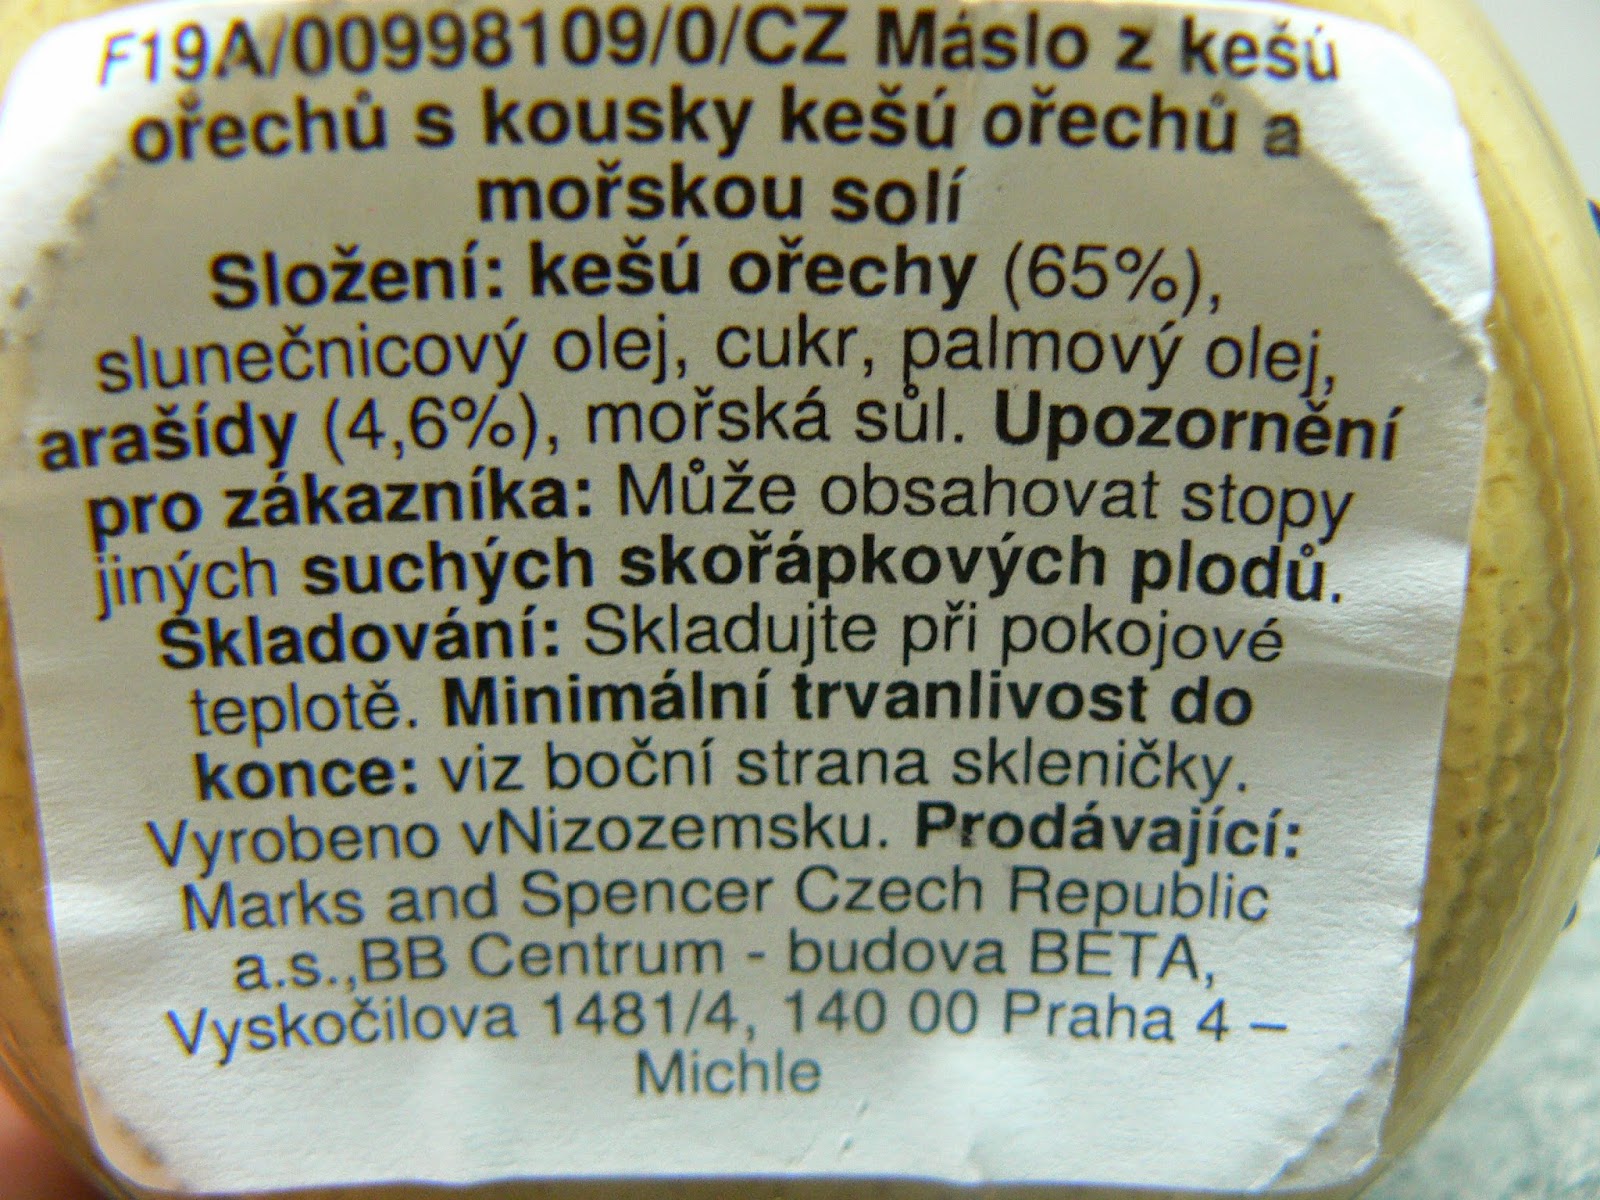 F19A/00998109/0/CZ Máslo z kešú
ořechů s kousky kešú ořechů a
mořskou solí
Složení: kešú ořechy (65%),
slunečnicový olej, cukr, palmový olej,
arašídy (4,6%), mořská sůl. Upozornění
pro zákazníka: Může obsahovat stopy
jiných suchých skořápkových plodů.
Skladování: Skladujte při pokojové
teplotě. Minimální trvanlivost do
konce: viz boční strana skleničky.
Vyrobeno vNizozemsku. Prodávající:
Marks and Spencer Czech Republic
a.s.,BB Centrum - budova BETA,
Vyskočilova 1481/4, 140 00 Praha 4 –
Michle